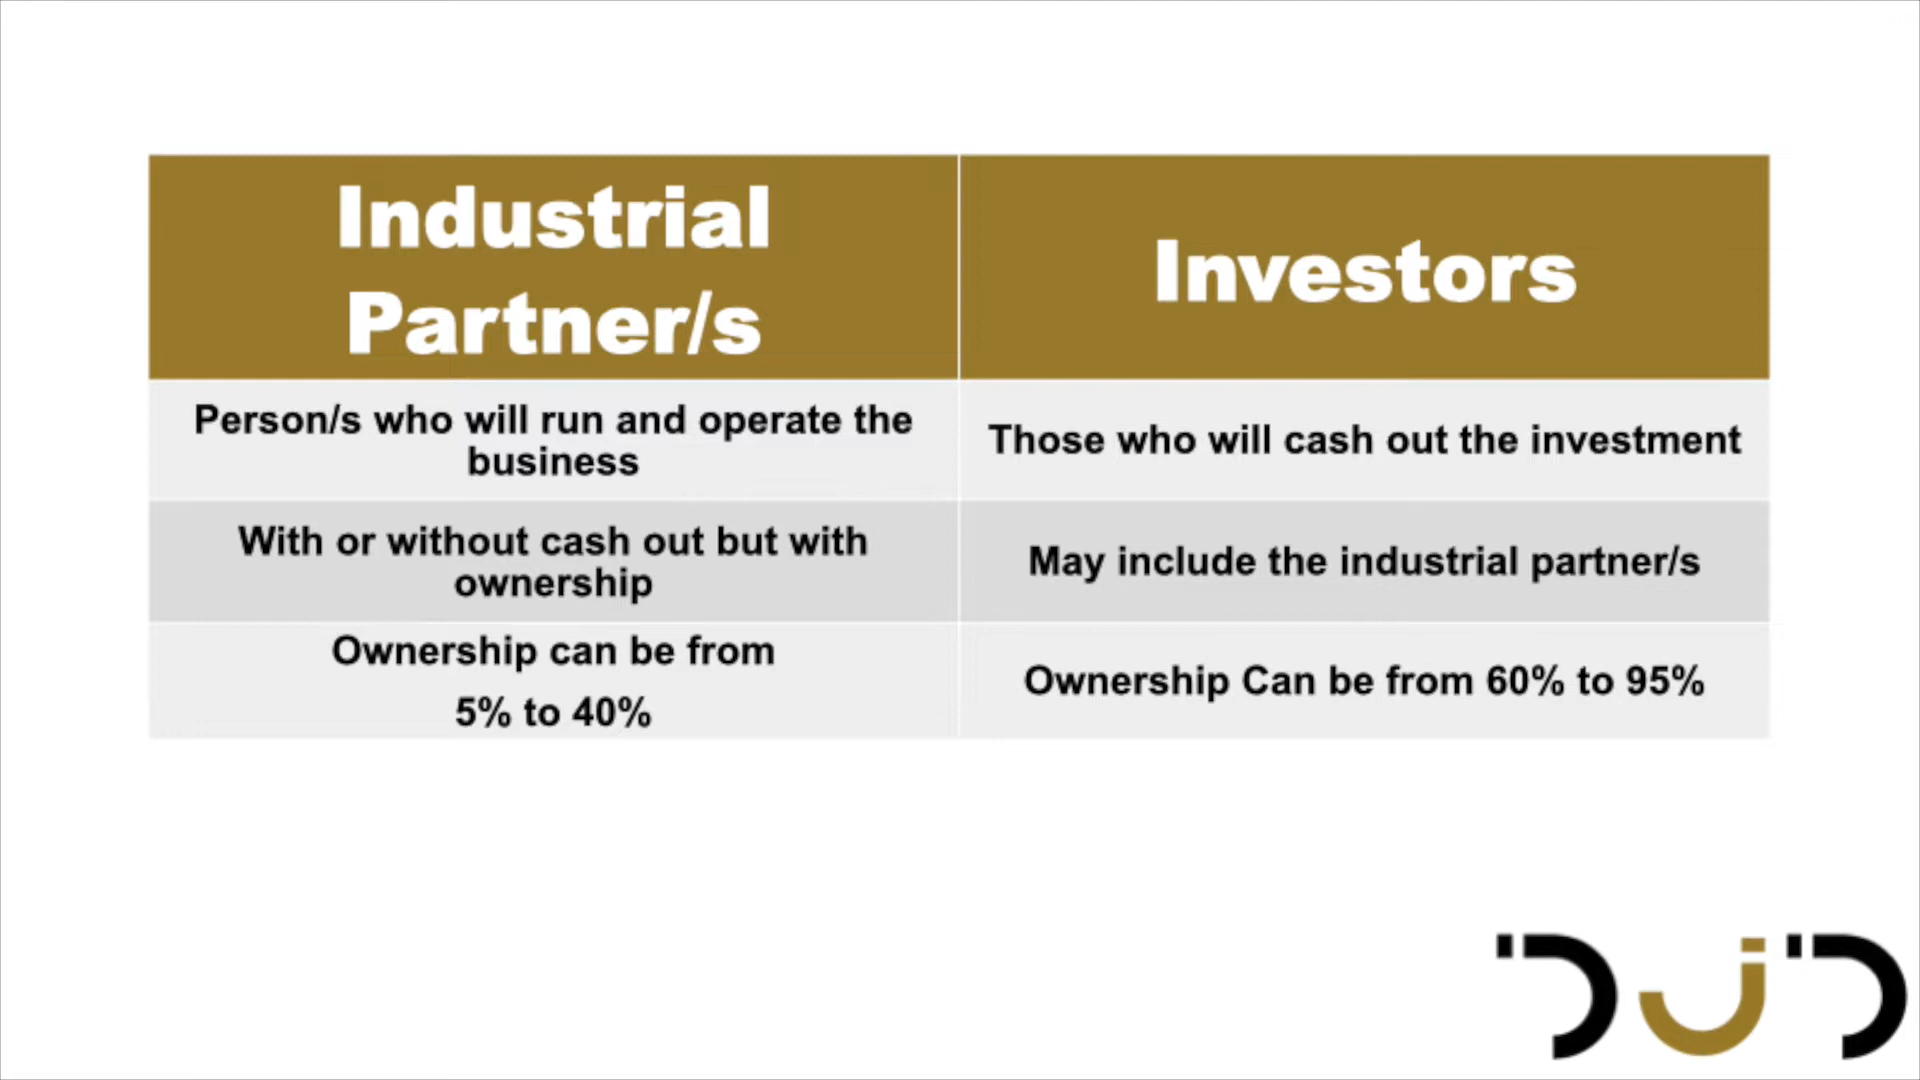 Industrial
Partner/s
Investors
Person/s who will run and operate the
business
Those who will cash out the investment
With or without cash out but with
ownership
May include the industrial partner/s
Ownership can be from
5% to 40%
Ownership Can be from 60% to 95%
DJD